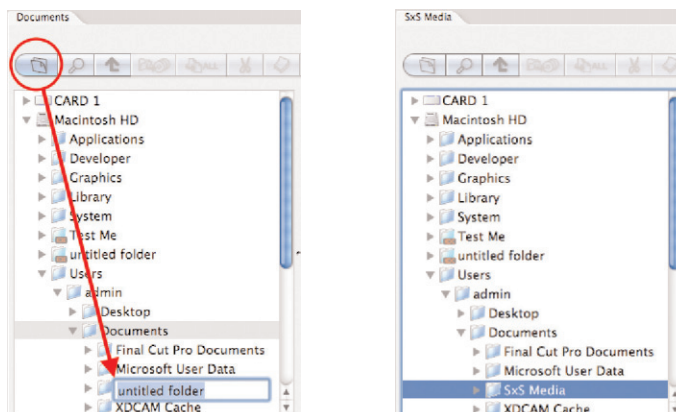 Documents
ALL
CARD 1
Macintosh HD
Applications
Developer
Graphics
Library
System
Test Me
untitled folder
Users
admin
Desktop
Documents
Final Cut Pro Documents
Microsoft User Data
untitled folder
XDCAM Cache
SxS Media
ALL
CARD 1
Macintosh HD
Applications
Developer
Graphics
Library
System
Test Me
untitled folder
Users
admin
Desktop
Documents
Final Cut Pro Documents
Microsoft User Data
SxS Media
XDCAM Cache